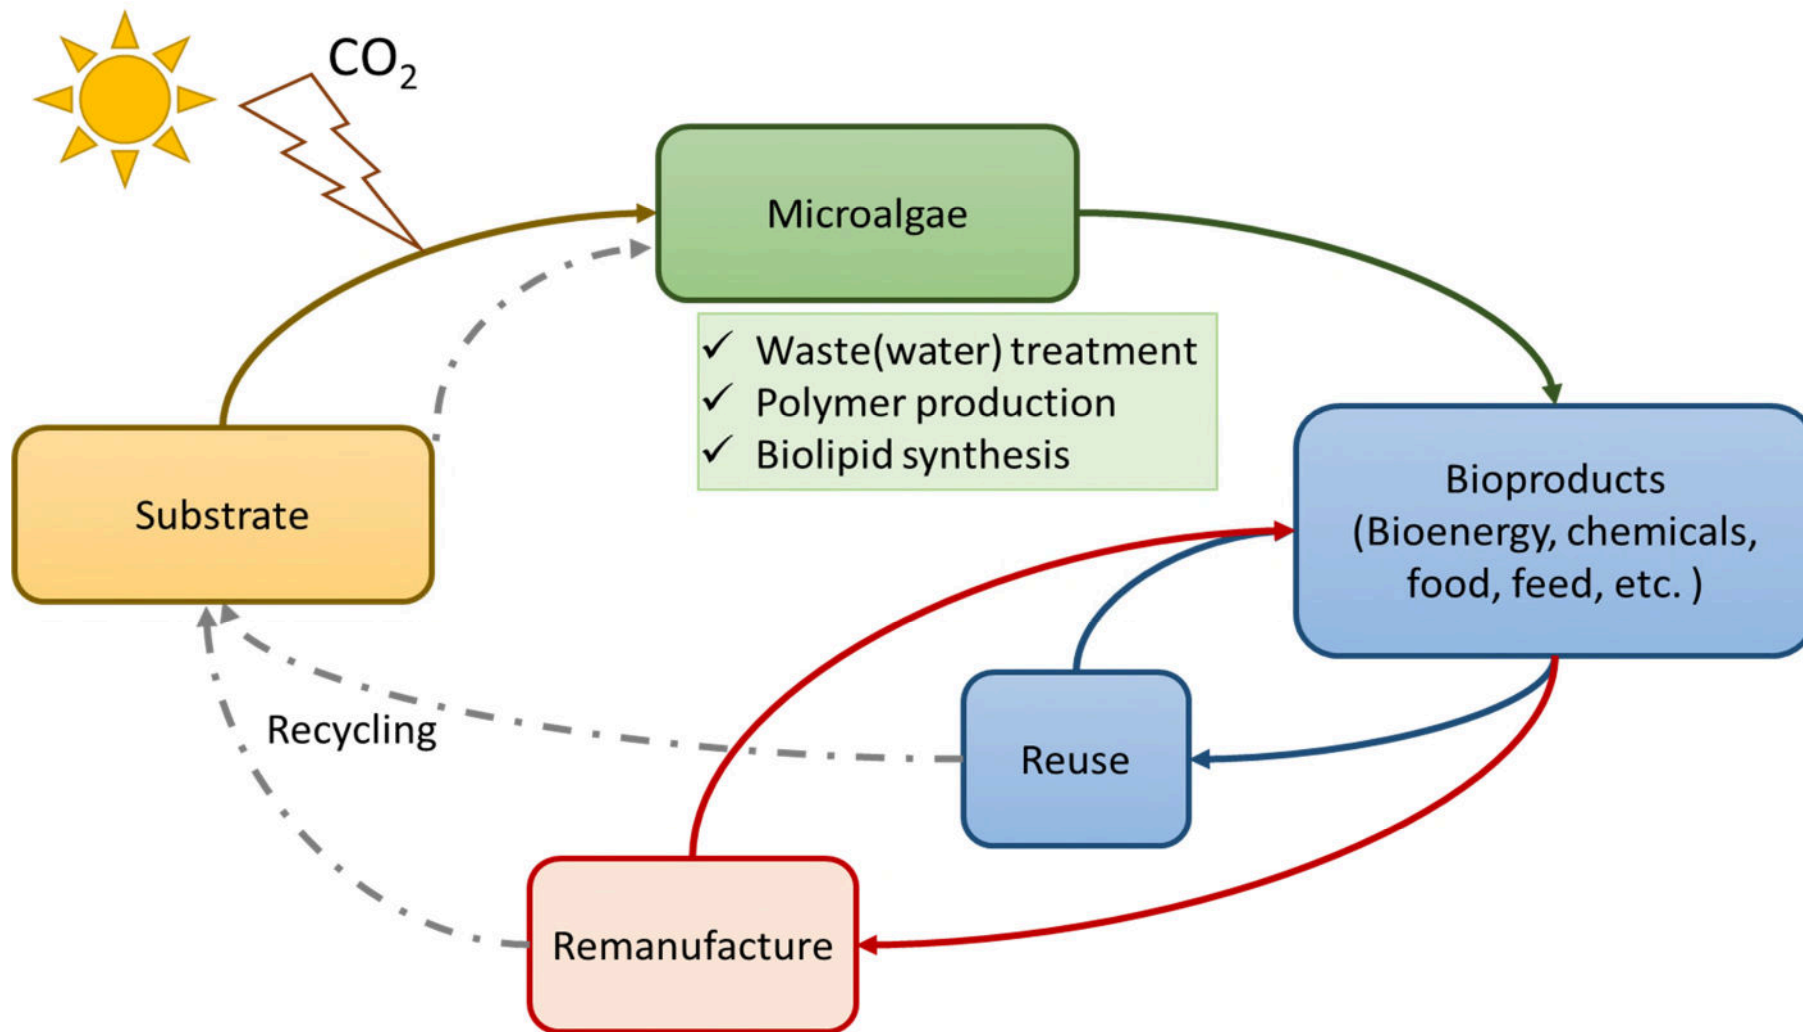 CO₂
Microalgae
✓ Waste(water) treatment
✓ Polymer production
✓ Biolipid synthesis
Substrate
Bioproducts
(Bioenergy, chemicals,
food, feed, etc. )
Recycling
Reuse
Remanufacture